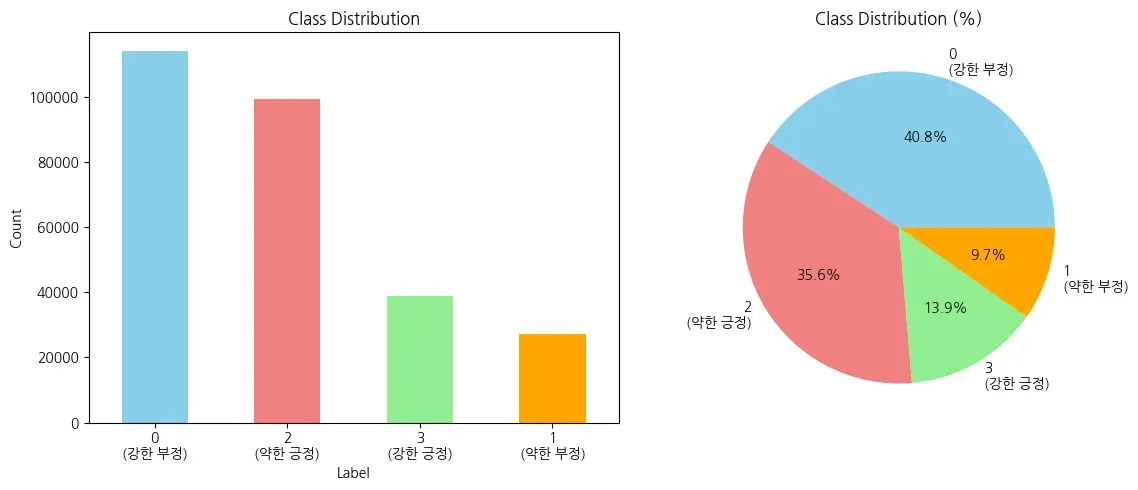 Class Distribution
100000
80000
60000
40000
20000
0
Count
0
(강한 부정)
2
(약한 긍정)
3
(강한 긍정)
1
(약한 부정)
Label
Class Distribution (%)
0
(강한 부정)
40.8%
35.6%
2
(약한 긍정)
13.9%
3
(강한 긍정)
9.7%
1
(약한 부정)